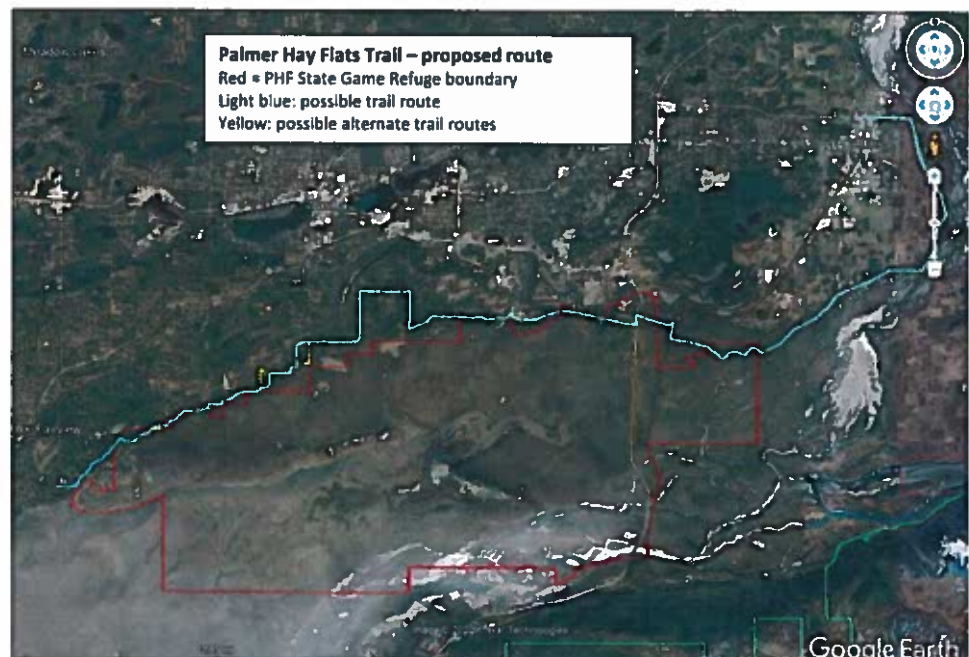 Palmer Hay Flats Trail – proposed route
Red = PHF State Game Refuge boundary
Light blue: possible trail route
Yellow: possible alternate trail routes
Google Earth